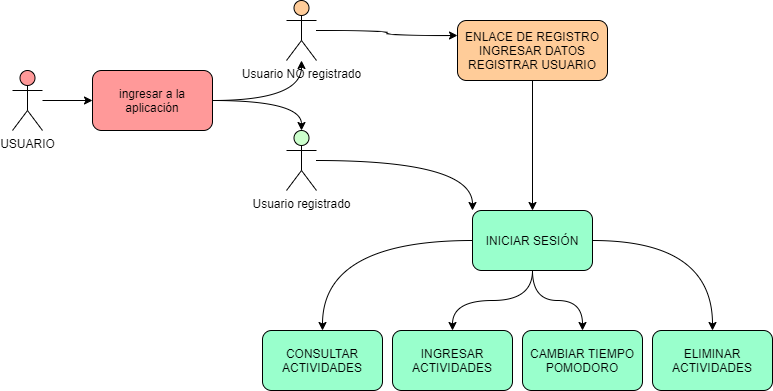 ENLACE DE REGISTRO
INGRESAR DATOS
REGISTRAR USUARIO
Usuario NO registrado
ingresar a la
aplicación
USUARIO
Usuario registrado
INICIAR SESIÓN
CONSULTAR
ACTIVIDADES
INGRESAR
ACTIVIDADES
CAMBIAR TIEMPO
POMODORO
ELIMINAR
ACTIVIDADES